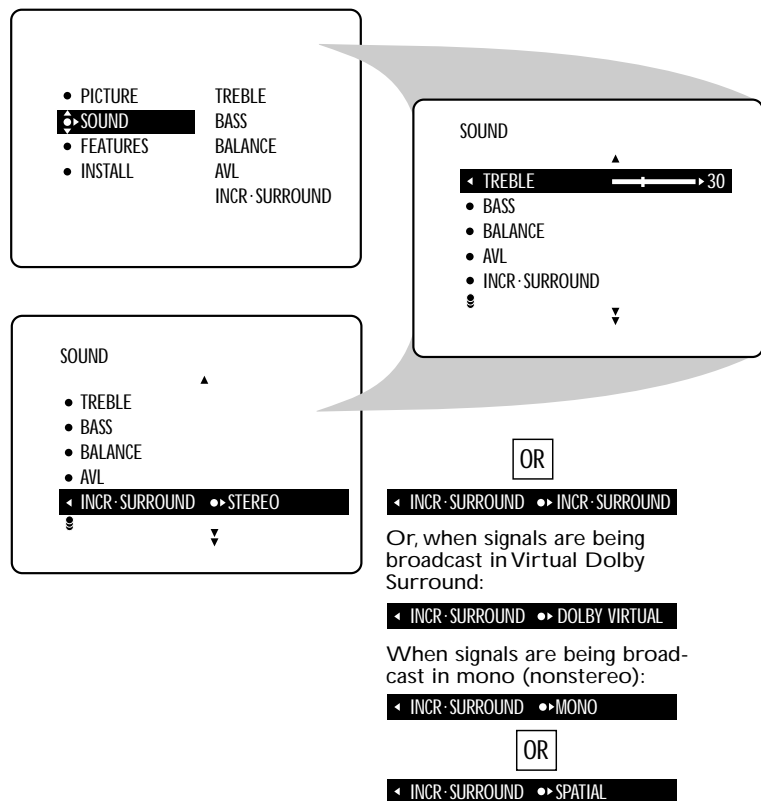 PICTURE
SOUND
FEATURES
INSTALL
TREBLE
BASS
BALANCE
AVL
INCR·SURROUND
SOUND
TREBLE 30
BASS
BALANCE
AVL
INCR·SURROUND
SOUND
TREBLE
BASS
BALANCE
AVL
INCR·SURROUND STEREO
OR
INCR·SURROUND INCR·SURROUND
Or, when signals are being
broadcast in Virtual Dolby
Surround:
INCR·SURROUND DOLBY VIRTUAL
When signals are being broad-
cast in mono (nonstereo):
INCR·SURROUND MONO
OR
INCR·SURROUND SPATIAL